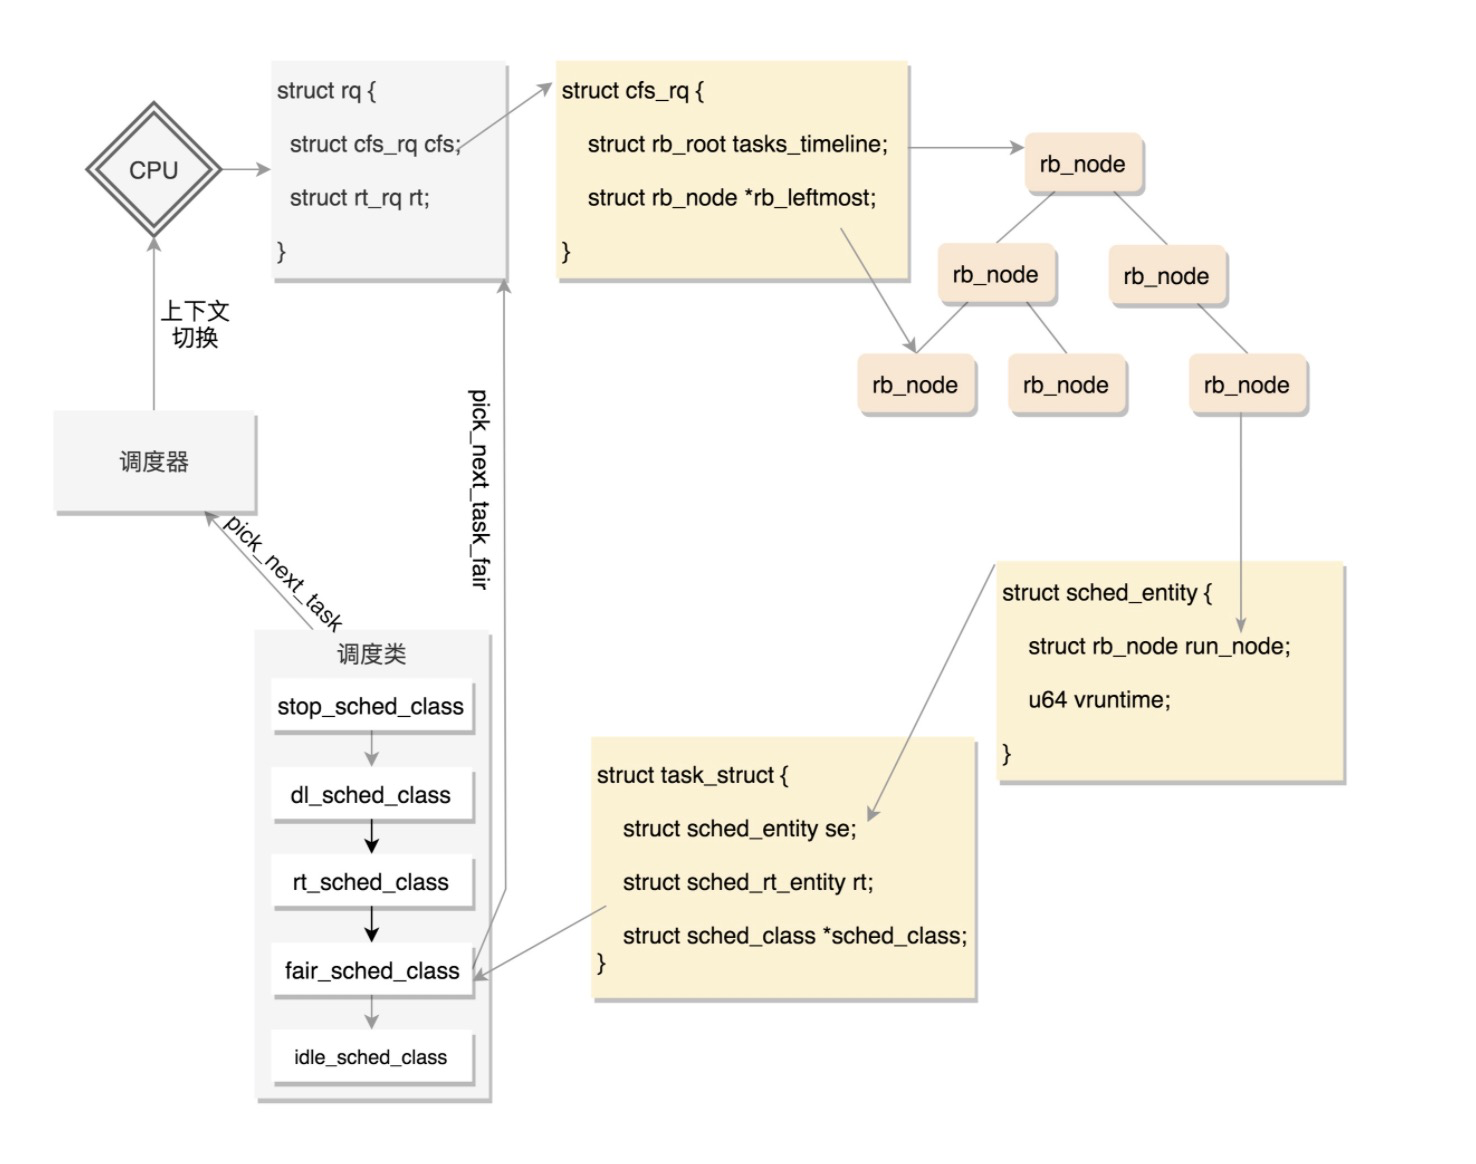 CPU
struct rq {
struct cfs_rq cfs;
struct rt_rq rt;
}
struct cfs_rq {
struct rb_root tasks_timeline;
struct rb_node *rb_leftmost;
}
rb_node
rb_node
rb_node
rb_node
rb_node
rb_node
上下文
切换
调度器
pick_next_task
pick_next_task_fair
调度类
stop_sched_class
dl_sched_class
rt_sched_class
fair_sched_class
idle_sched_class
struct task_struct {
struct sched_entity se;
struct sched_rt_entity rt;
struct sched_class *sched_class;
}
struct sched_entity {
struct rb_node run_node;
u64 vruntime;
}